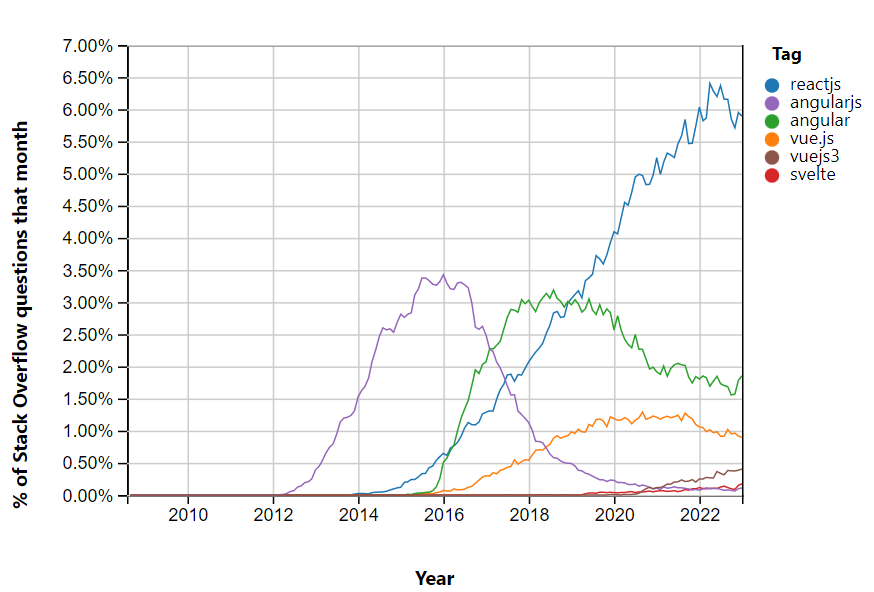 7.00%
6.50%
6.00%
5.50%
5.00%
4.50%
4.00%
3.50%
3.00%
2.50%
2.00%
1.50%
1.00%
0.50%
0.00%
% of Stack Overflow questions that month
2010 2012 2014 2016 2018 2020 2022
Year
Tag
reactjs
angularjs
angular
vue.js
vuejs3
svelte